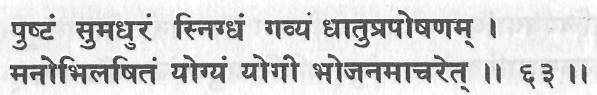 पुष्टं सुमधुरं स्निग्धं गव्य धातुप्रपोषणम् ।
मनोभिलषितं योग्यं योगी भोजनमाचरेत् ।। ६३ ।।